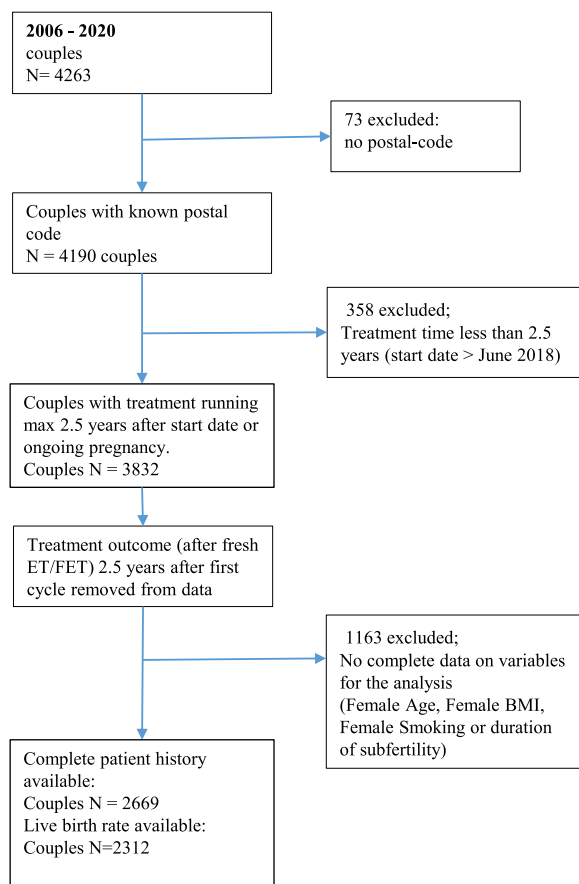 2006 - 2020
couples
N= 4263
73 excluded:
no postal-code
Couples with known postal
code
N = 4190 couples
358 excluded;
Treatment time less than 2.5
years (start date > June 2018)
Couples with treatment running
max 2.5 years after start date or
ongoing pregnancy.
Couples N = 3832
Treatment outcome (after fresh
ET/FET) 2.5 years after first
cycle removed from data
1163 excluded;
No complete data on variables
for the analysis
(Female Age, Female BMI,
Female Smoking or duration
of subfertility)
Complete patient history
available:
Couples N = 2669
Live birth rate available:
Couples N=2312